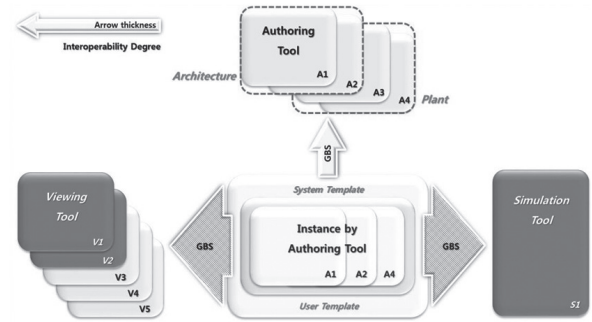 Arrow thickness
Interoperability Degree
Authoring
Tool
A1
A2
A3
A4
Architecture
Plant
GBS
System Template
Instance by
Authoring Tool
A1
A2
A4
User Template
GBS
GBS
Viewing
Tool
V1
V2
V3
V4
V5
Simulation
Tool
S1